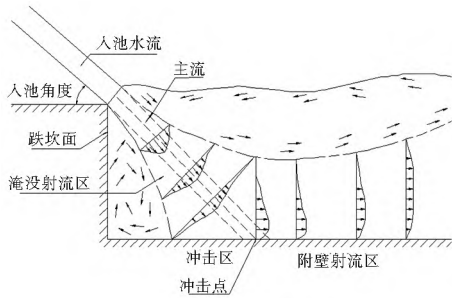 入池水流
主流
入池角度
跌坎面
淹没射流区
冲击区
附壁射流区
冲击点